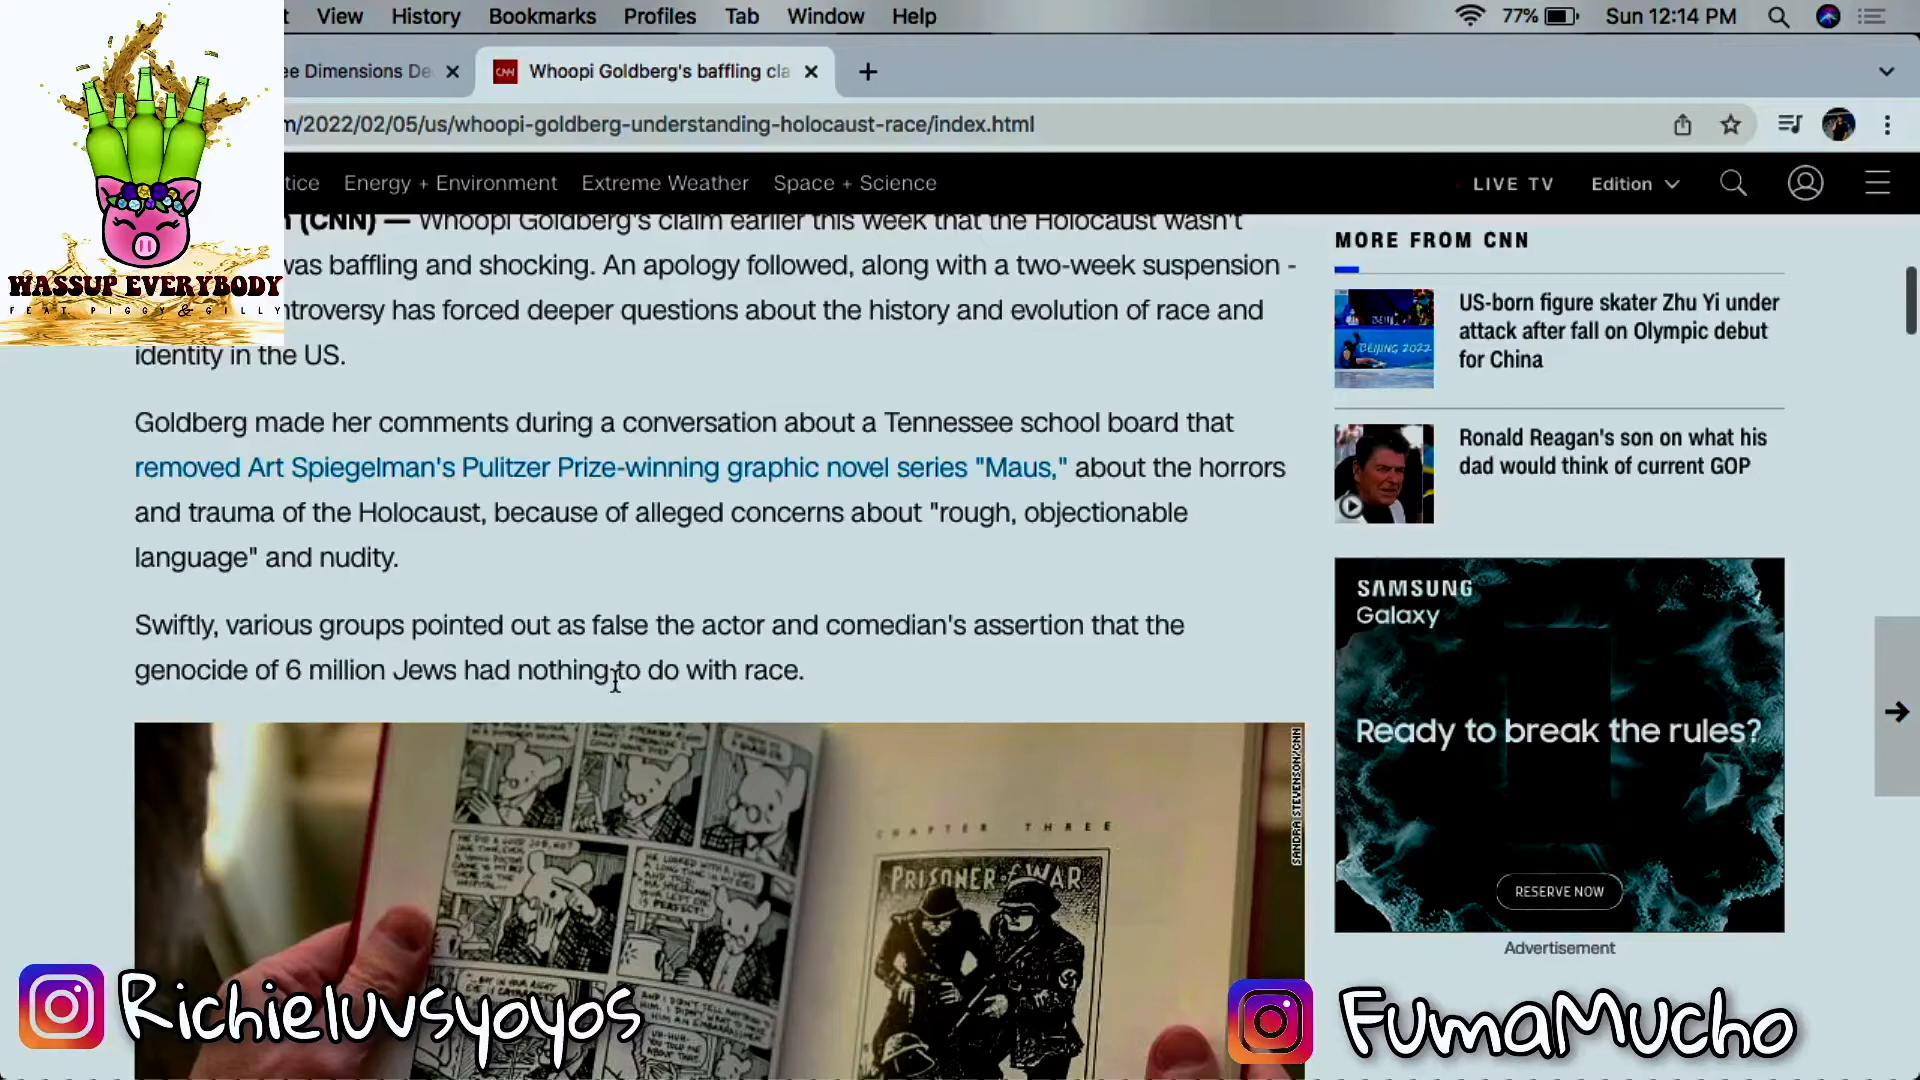 View History Bookmarks Profiles Tab Window Help 77% Sun 12:14 PM
ee Dimensions De Whoopi Goldberg's baffling cla
m/2022/02/05/us/whoopi-goldberg-understanding-holocaust-race/index.html
tice Energy + Environment Extreme Weather Space + Science LIVE TV Edition
(CNN) — Whoopi Goldberg's claim earlier this week that the Holocaust wasn't
was baffling and shocking. An apology followed, along with a two-week suspension -
ntroversy has forced deeper questions about the history and evolution of race and
identity in the US.
WASSUP EVERYBODY
FEAT. PIGGY & GILLY
Goldberg made her comments during a conversation about a Tennessee school board that
removed Art Spiegelman's Pulitzer Prize-winning graphic novel series "Maus," about the horrors
and trauma of the Holocaust, because of alleged concerns about "rough, objectionable
language" and nudity.
Swiftly, various groups pointed out as false the actor and comedian's assertion that the
genocide of 6 million Jews had nothing to do with race.
CHAPTER THREE
PRISONER OF WAR
SANDRA STEVENSON/CNN
MORE FROM CNN
US-born figure skater Zhu Yi under
attack after fall on Olympic debut
for China
BEIJING 2022
Ronald Reagan's son on what his
dad would think of current GOP
SAMSUNG
Galaxy
Ready to break the rules?
RESERVE NOW
Advertisement
Richieluvsyoyos
FumaMucho